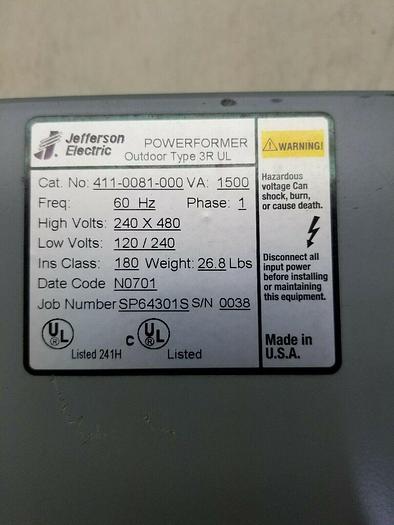 Jefferson
Electric
POWERFORMER
Outdoor Type 3R UL
Cat. No: 411-0081-000 VA: 1500
Freq: 60 Hz Phase: 1
High Volts: 240 X 480
Low Volts: 120 / 240
Ins Class: 180 Weight: 26.8 Lbs
Date Code N0701
Job Number SP64301S S/N 0038
UL ®
Listed 241H
C UL ®
Listed
WARNING!
Hazardous
voltage Can
shock, burn,
or cause death.
Disconnect all
input power
before installing
or maintaining
this equipment.
Made in
U.S.A.